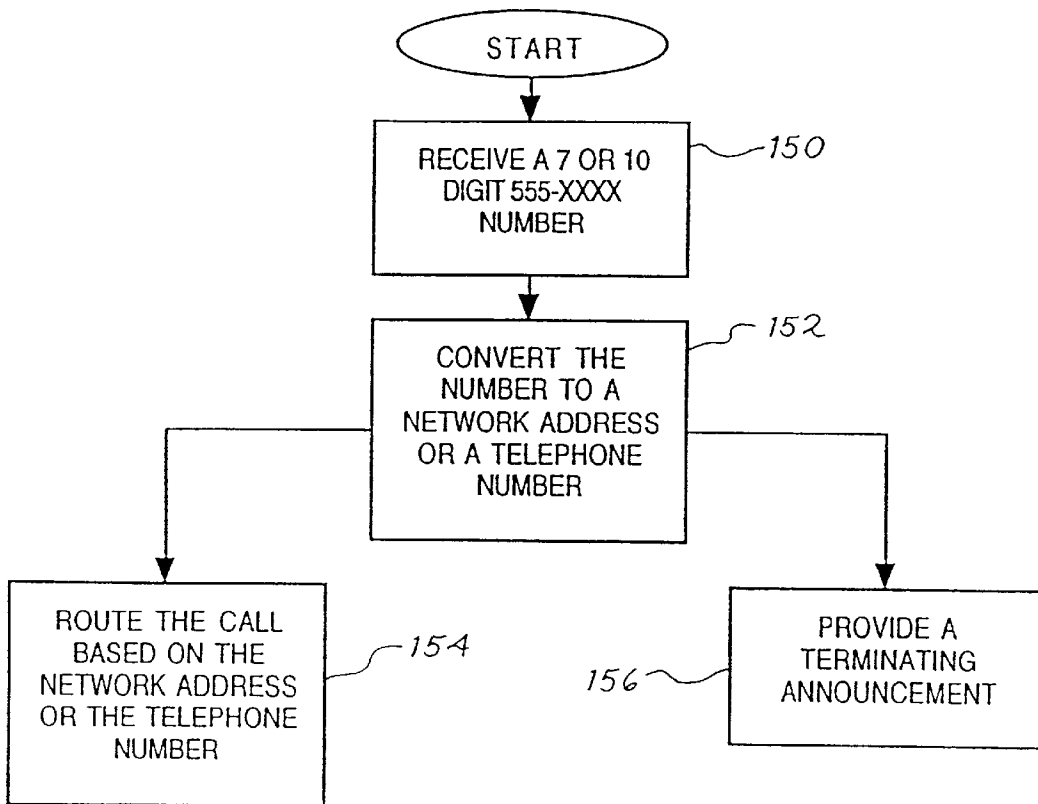 START
RECEIVE A 7 OR 10
DIGIT 555-XXXX
NUMBER
150
CONVERT THE
NUMBER TO A
NETWORK ADDRESS
OR A TELEPHONE
NUMBER
152
ROUTE THE CALL
BASED ON THE
NETWORK ADDRESS
OR THE TELEPHONE
NUMBER
154
156
PROVIDE A
TERMINATING
ANNOUNCEMENT